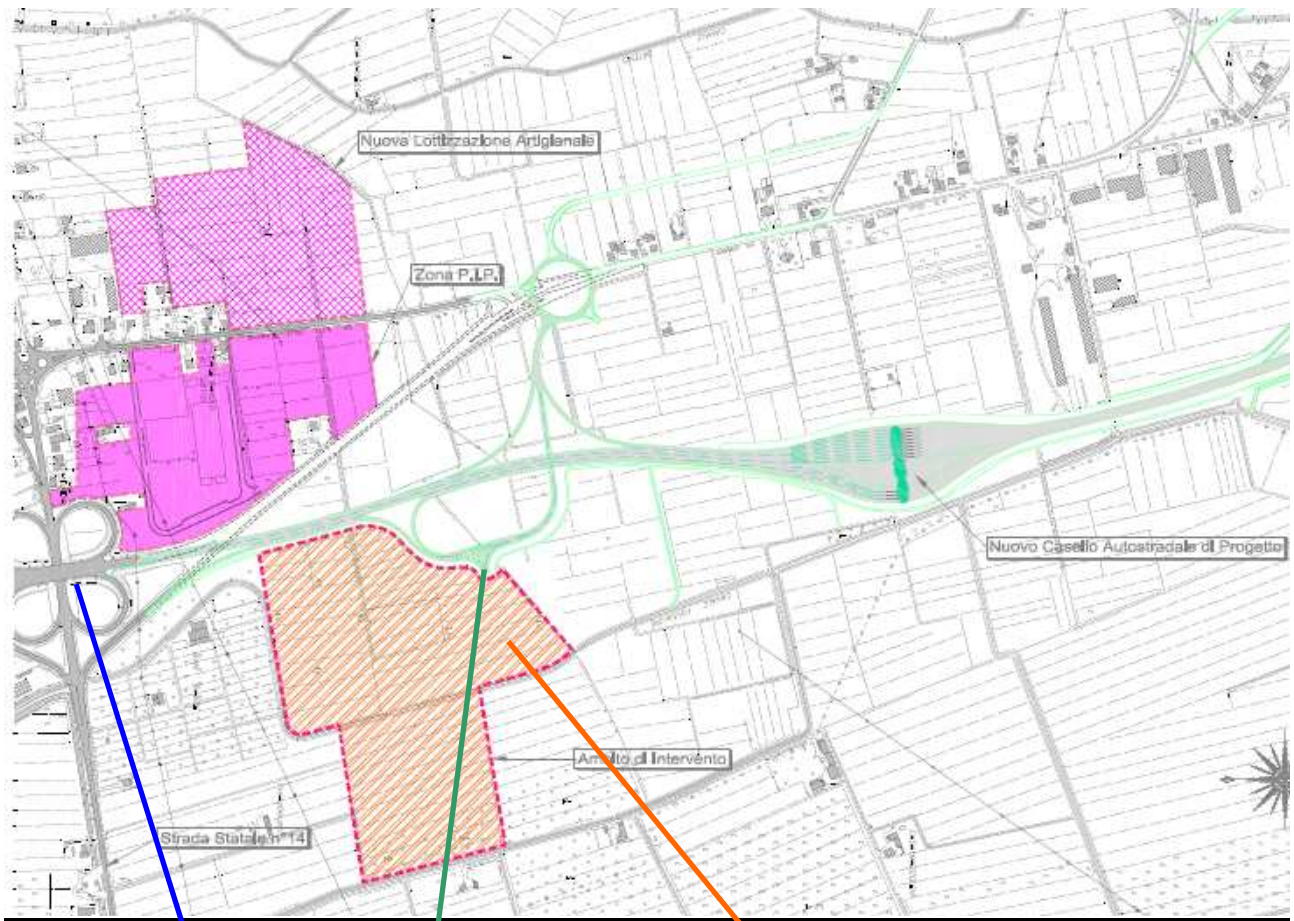 Nuova Lottizzazione Artigianale
Zona P.I.P.
Nuovo Casello Autostradale di Progetto
Ambito di Intervento
Strada Statale n°14